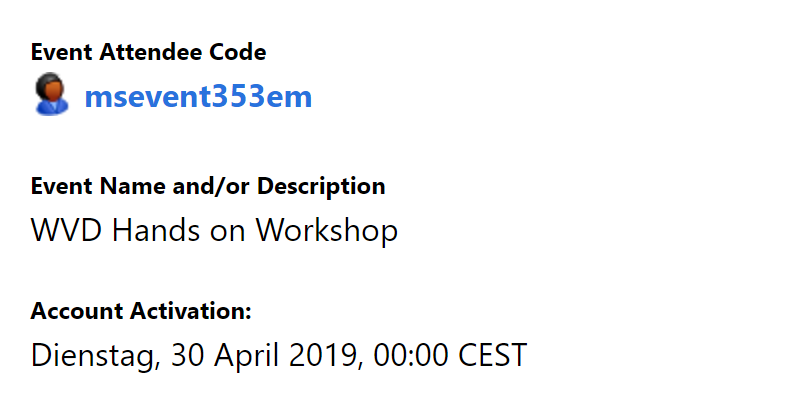 Event Attendee Code
msevent353em
Event Name and/or Description
WVD Hands on Workshop
Account Activation:
Dienstag, 30 April 2019, 00:00 CEST